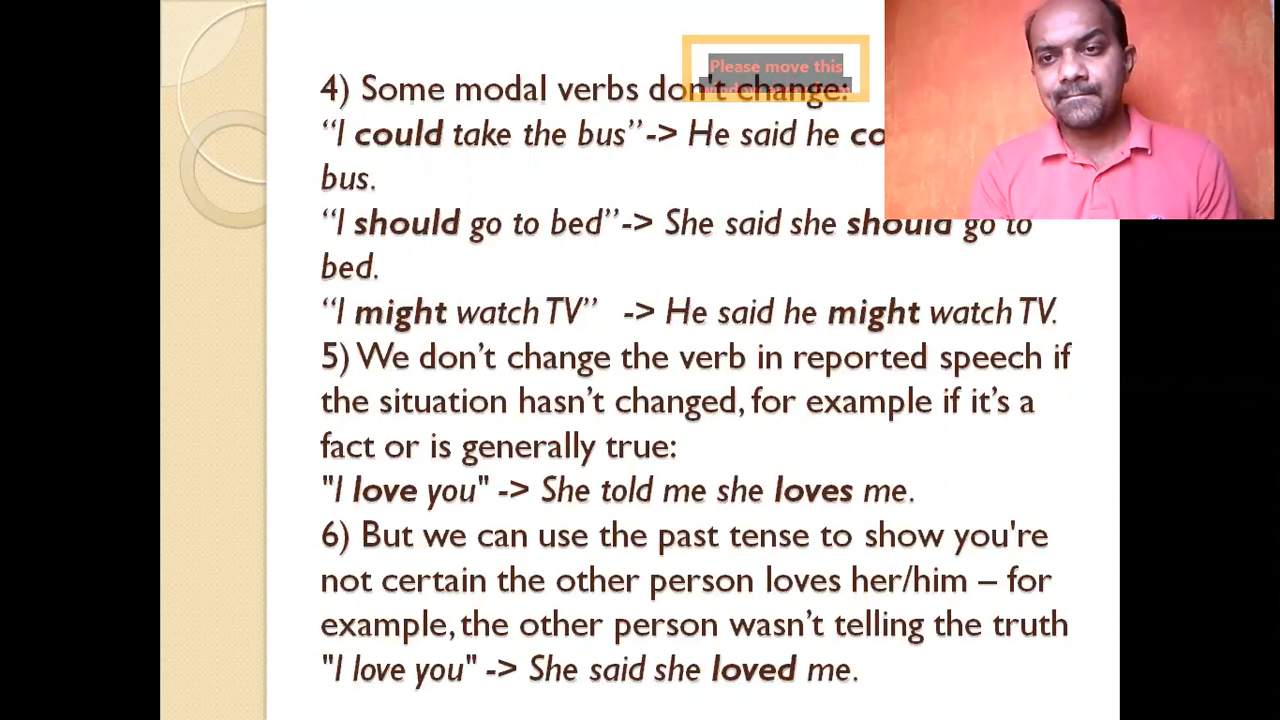 Please move this
4) Some modal verbs don't change:
“I could take the bus” -> He said he
bus.
“I should go to bed” -> She said she should go to
bed.
“I might watch TV” -> He said he might watch TV.
5) We don’t change the verb in reported speech if
the situation hasn’t changed, for example if it’s a
fact or is generally true:
"I love you" -> She told me she loves me.
6) But we can use the past tense to show you're
not certain the other person loves her/him – for
example, the other person wasn’t telling the truth
"I love you" -> She said she loved me.